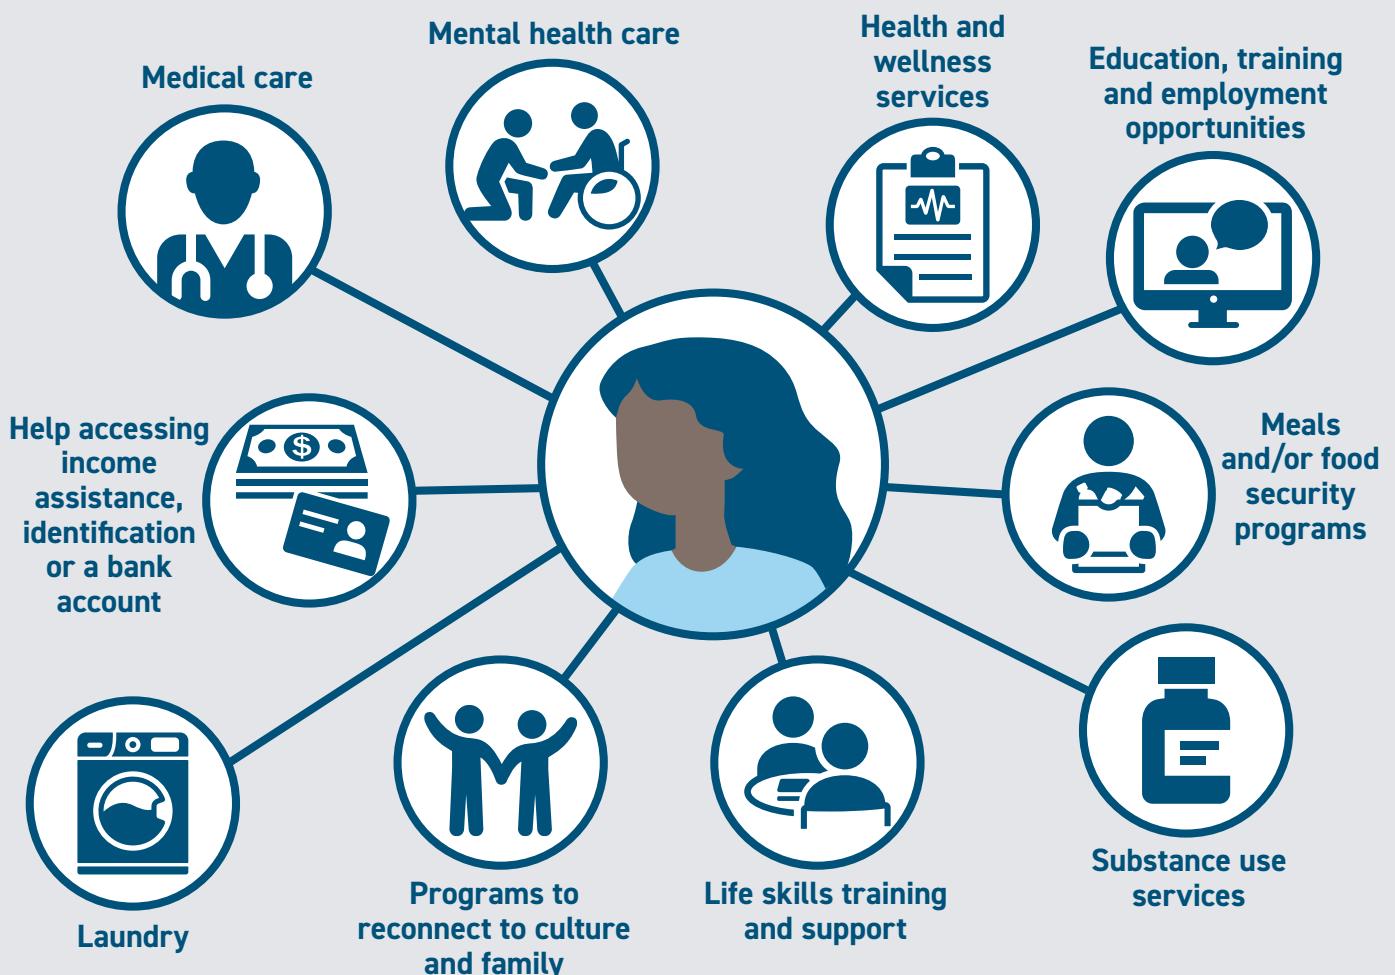 Mental health care
Health and
wellness
services
Education, training
and employment
opportunities
Medical care
Help accessing
income
assistance,
identification
or a bank
account
$
Meals
and/or food
security
programs
Laundry
Programs to
reconnect to culture
and family
Life skills training
and support
Substance use
services